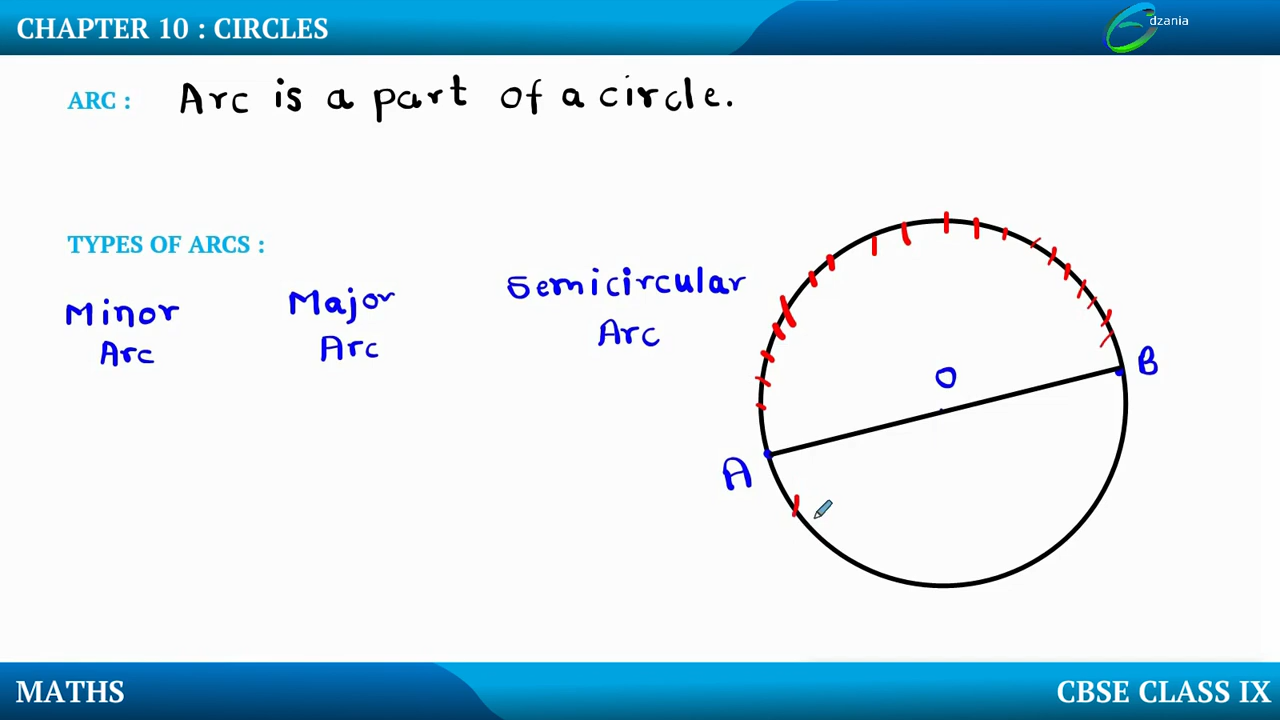 CHAPTER 10 : CIRCLES
Edzania
ARC : Arc is a part of a circle.
TYPES OF ARCS :
Minor Arc
Major Arc
Semicircular Arc
O
B
A
MATHS
CBSE CLASS IX